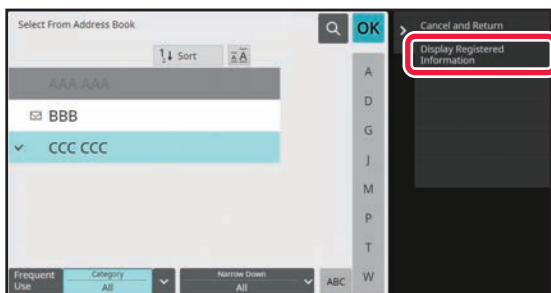 Select From Address Book
OK
Cancel and Return
Display Registered
Information
Sort
AAA AAA
BBB
CCC CCC
A
D
G
J
M
P
T
W
Frequent
Use
Category
All
Narrow Down
All
ABC